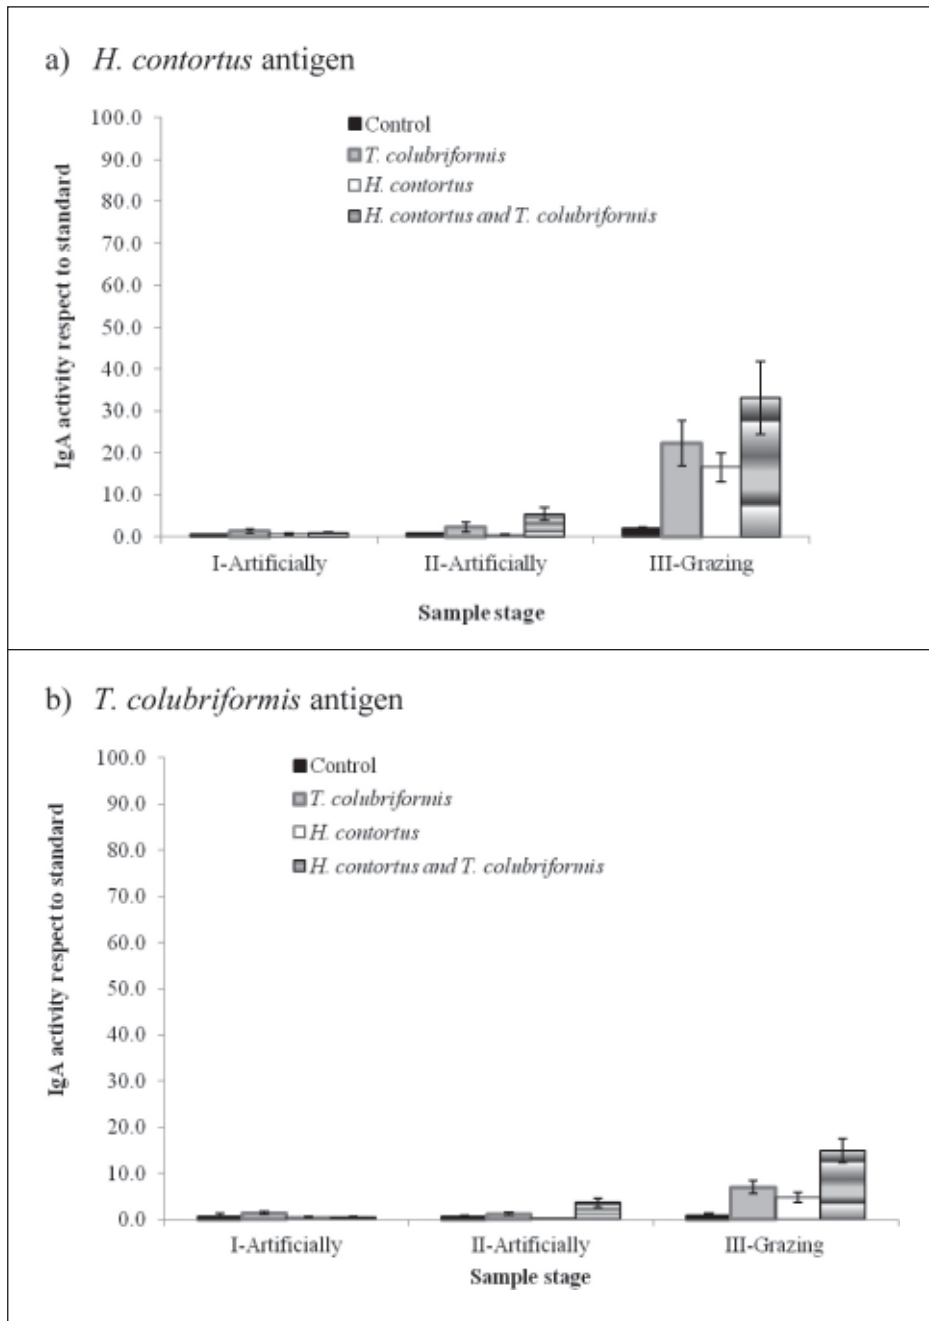 a) H. contortus antigen
100.0
90.0
80.0
70.0
60.0
50.0
40.0
30.0
20.0
10.0
0.0
IgA activity respect to standard
Control
T. colubriformis
H. contortus
H. contortus and T. colubriformis
I-Artificially II-Artificially III-Grazing
Sample stage
b) T. colubriformis antigen
100.0
90.0
80.0
70.0
60.0
50.0
40.0
30.0
20.0
10.0
0.0
IgA activity respect to standard
Control
T. colubriformis
H. contortus
H. contortus and T. colubriformis
I-Artificially II-Artificially III-Grazing
Sample stage